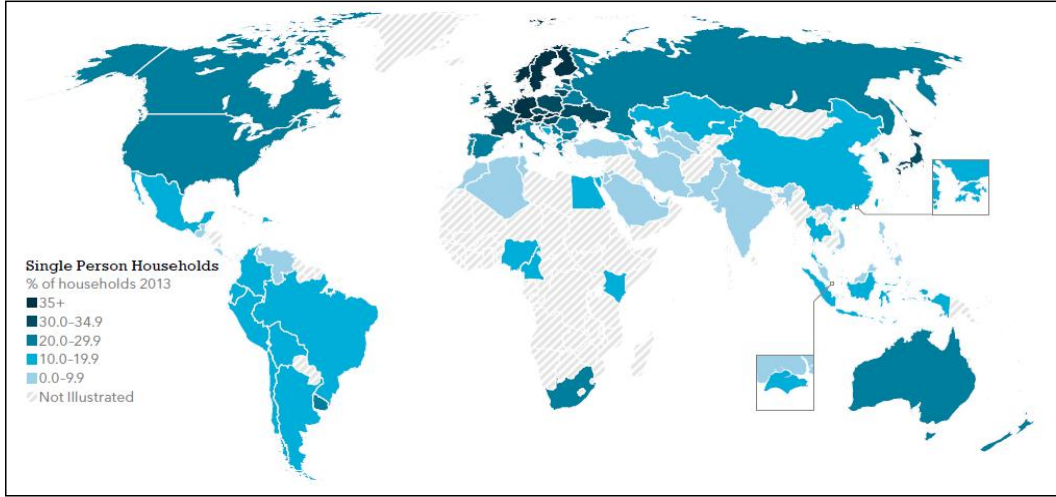 Single Person Households
% of households 2013
35+
30.0-34.9
20.0-29.9
10.0-19.9
0.0-9.9
Not Illustrated